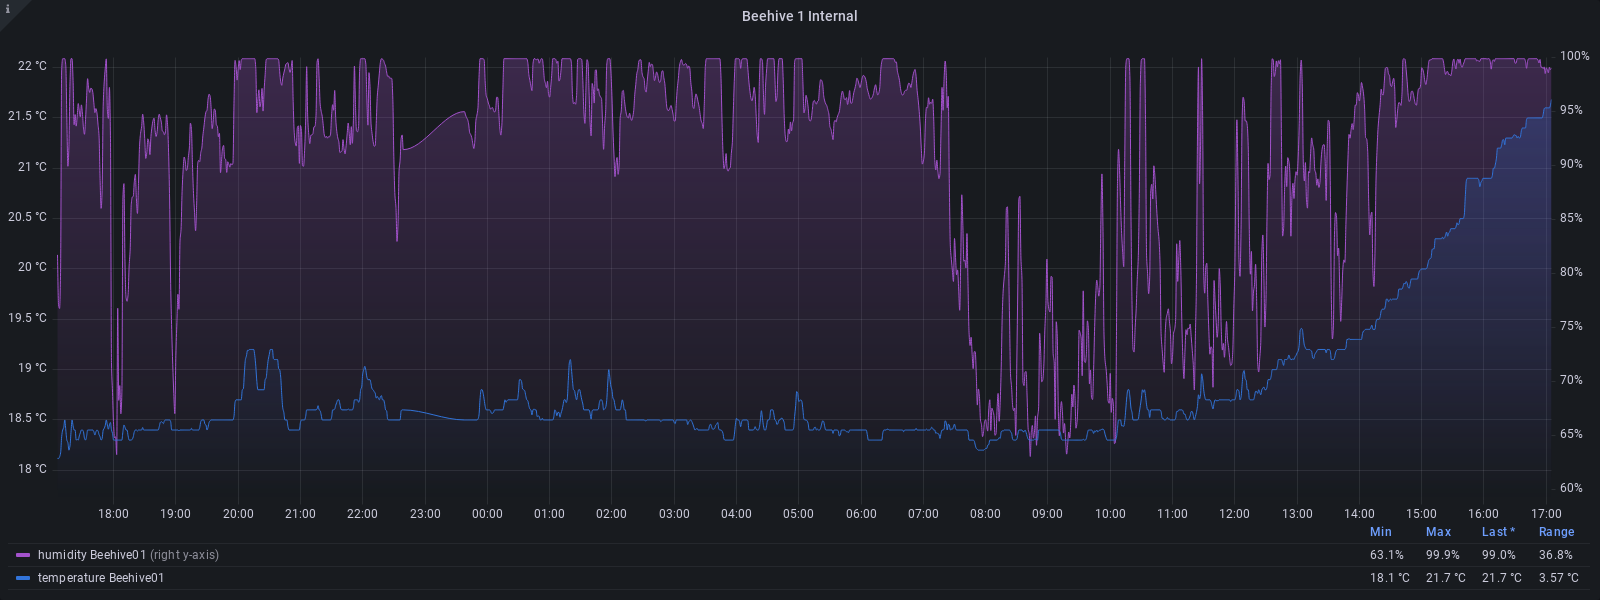 i
Beehive 1 Internal
22 °C
21.5 °C
21 °C
20.5 °C
20 °C
19.5 °C
19 °C
18.5 °C
18 °C
100%
95%
90%
85%
80%
75%
70%
65%
60%
18:00 19:00 20:00 21:00 22:00 23:00 00:00 01:00 02:00 03:00 04:00 05:00 06:00 07:00 08:00 09:00 10:00 11:00 12:00 13:00 14:00 15:00 16:00 17:00
Min Max Last * Range
humidity Beehive01 (right y-axis) 63.1% 99.9% 99.0% 36.8%
temperature Beehive01 18.1 °C 21.7 °C 21.7 °C 3.57 °C